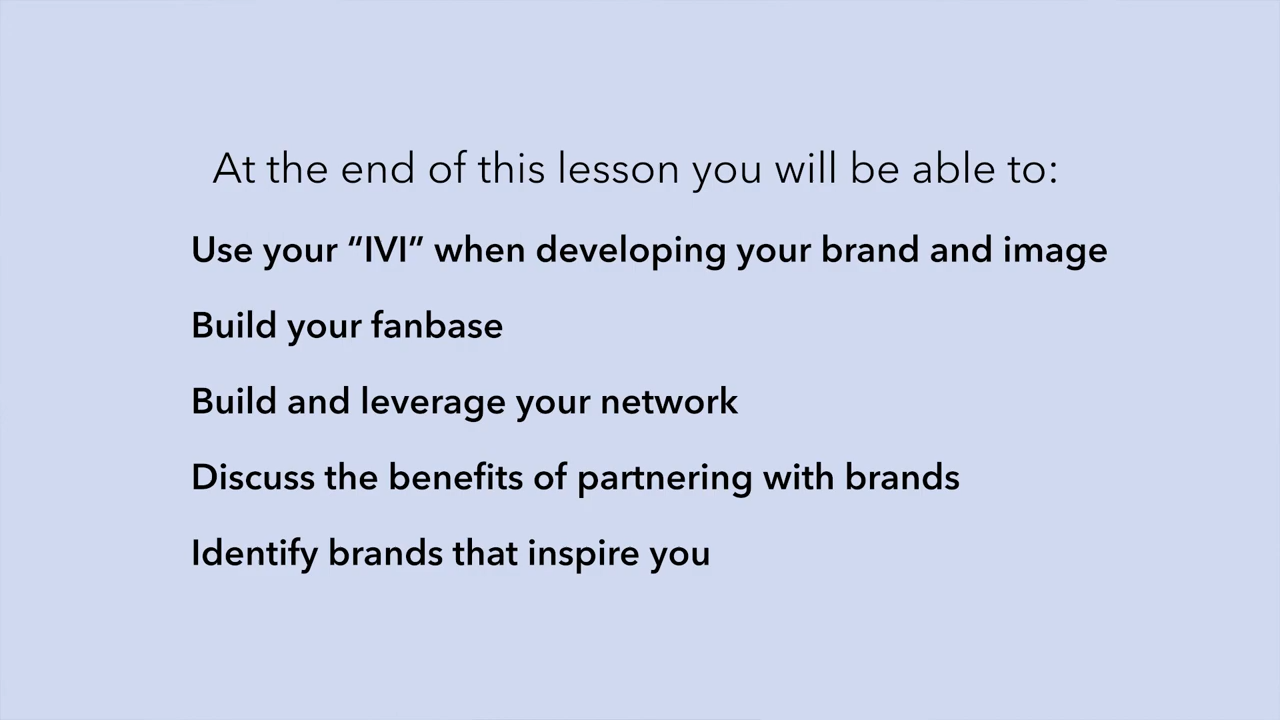 At the end of this lesson you will be able to:
Use your “IVI” when developing your brand and image
Build your fanbase
Build and leverage your network
Discuss the benefits of partnering with brands
Identify brands that inspire you